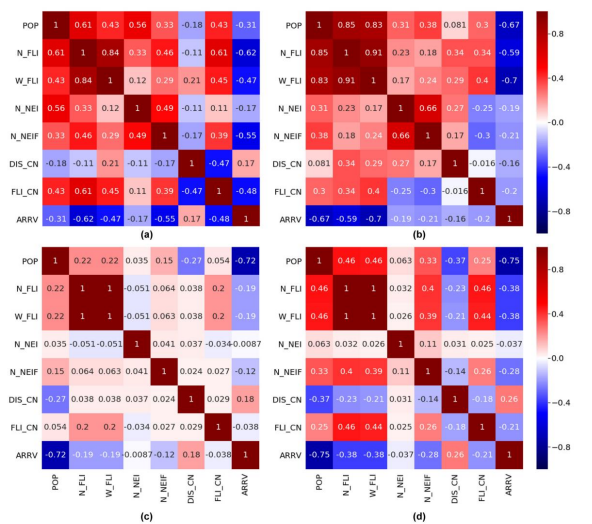 POP 1 0.61 0.43 0.56 0.33 -0.18 0.43 -0.31
N_FLI 0.61 1 0.84 0.33 0.46 -0.11 0.61 -0.62
W_FLI 0.43 0.84 1 0.12 0.29 0.21 0.45 -0.47
N_NEI 0.56 0.33 0.12 1 0.49 -0.11 0.11 -0.17
N_NEIF 0.33 0.46 0.29 0.49 1 -0.17 0.39 -0.55
DIS_CN -0.18 -0.11 0.21 -0.11 -0.17 1 -0.47 0.17
FLI_CN 0.43 0.61 0.45 0.11 0.39 -0.47 1 -0.48
ARRV -0.31 -0.62 -0.47 -0.17 -0.55 0.17 -0.48 1
(a)
POP 1 0.85 0.83 0.31 0.38 0.081 0.3 -0.67
N_FLI 0.85 1 0.91 0.23 0.18 0.34 0.34 -0.59
W_FLI 0.83 0.91 1 0.17 0.24 0.29 0.4 -0.7
N_NEI 0.31 0.23 0.17 1 0.66 0.27 -0.25 -0.19
N_NEIF 0.38 0.18 0.24 0.66 1 0.17 -0.3 -0.21
DIS_CN 0.081 0.34 0.29 0.27 0.17 1 -0.016 -0.16
FLI_CN 0.3 0.34 0.4 -0.25 -0.3 -0.016 1 -0.2
ARRV -0.67 -0.59 -0.7 -0.19 -0.21 -0.16 -0.2 1
(b)
0.8
0.4
0.0
−0.4
−0.8
POP 1 0.22 0.22 0.035 0.15 -0.27 0.054 -0.72
N_FLI 0.22 1 1 -0.051 0.064 0.038 0.2 -0.19
W_FLI 0.22 1 1 -0.051 0.063 0.038 0.2 -0.19
N_NEI 0.035 -0.051 -0.051 1 0.041 0.037 -0.034 -0.0087
N_NEIF 0.15 0.064 0.063 0.041 1 0.024 0.027 -0.12
DIS_CN -0.27 0.038 0.038 0.037 0.024 1 0.029 0.18
FLI_CN 0.054 0.2 0.2 -0.034 0.027 0.029 1 -0.038
ARRV -0.72 -0.19 -0.19 -0.0087 -0.12 0.18 -0.038 1
POP N_FLI W_FLI N_NEI N_NEIF DIS_CN FLI_CN ARRV
(c)
POP 1 0.46 0.46 0.063 0.33 -0.37 0.25 -0.75
N_FLI 0.46 1 1 0.032 0.4 -0.23 0.46 -0.38
W_FLI 0.46 1 1 0.026 0.39 -0.21 0.44 -0.38
N_NEI 0.063 0.032 0.026 1 0.11 0.031 0.025 -0.037
N_NEIF 0.33 0.4 0.39 0.11 1 -0.14 0.26 -0.28
DIS_CN -0.37 -0.23 -0.21 0.031 -0.14 1 -0.18 0.26
FLI_CN 0.25 0.46 0.44 0.025 0.26 -0.18 1 -0.21
ARRV -0.75 -0.38 -0.38 -0.037 -0.28 0.26 -0.21 1
POP N_FLI W_FLI N_NEI N_NEIF DIS_CN FLI_CN ARRV
(d)
0.8
0.4
0.0
−0.4
−0.8